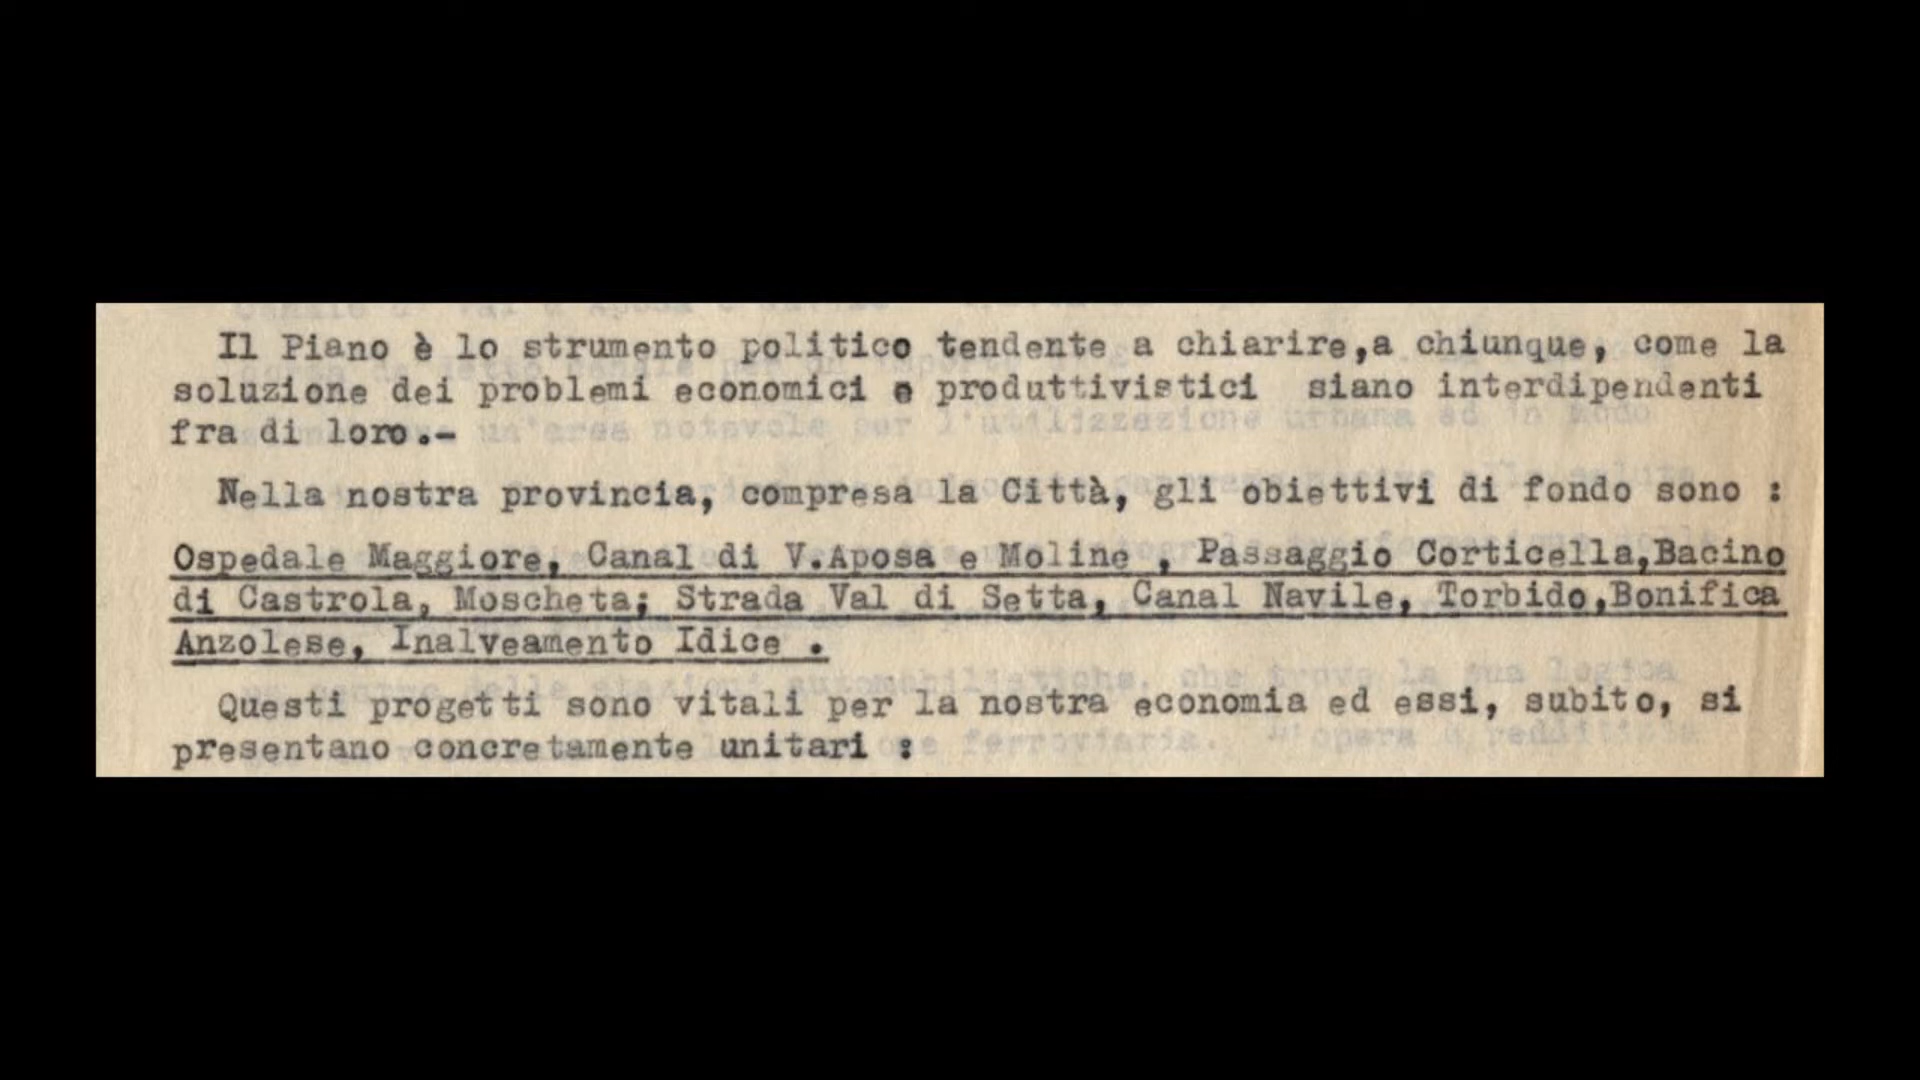 Il Piano è lo strumento politico tendente a chiarire,a chiunque, come la
soluzione dei problemi economici e produttivistici siano interdipendenti
fra di loro.-
Nella nostra provincia, compresa la Città, gli obiettivi di fondo sono :
Ospedale Maggiore, Canal di V.Aposa e Moline , Passaggio Corticella,Bacino
di Castrola, Moscheta; Strada Val di Setta, Canal Navile, Torbido,Bonifica
Anzolese, Inalveamento Idice .
Questi progetti sono vitali per la nostra economia ed essi, subito, si
presentano concretamente unitari :